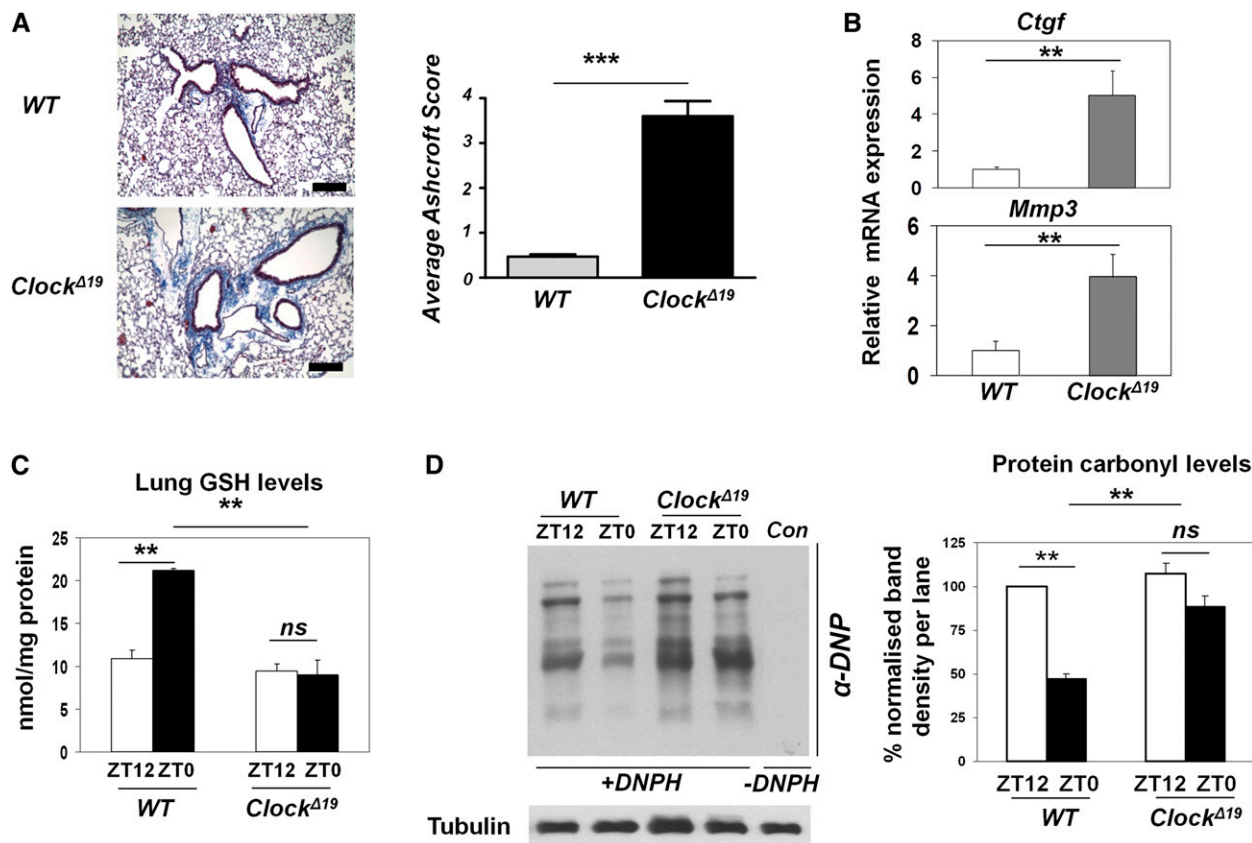 A
WT
Clock^Δ19
Average Ashcroft Score
***
4
3
2
1
0
WT
Clock^Δ19
B
Ctgf
Relative mRNA expression
**
8
6
4
2
0
Mmp3
**
6
4
2
0
WT
Clock^Δ19
C
Lung GSH levels
**
**
ns
nmol/mg protein
25
20
15
10
5
0
ZT12 ZT0 ZT12 ZT0
WT Clock^Δ19
D
WT Clock^Δ19
ZT12 ZT0 ZT12 ZT0 Con
α-DNP
+DNPH -DNPH
Tubulin
Protein carbonyl levels
**
**
ns
% normalised band
density per lane
125
100
75
50
25
0
ZT12 ZT0 ZT12 ZT0
WT Clock^Δ19